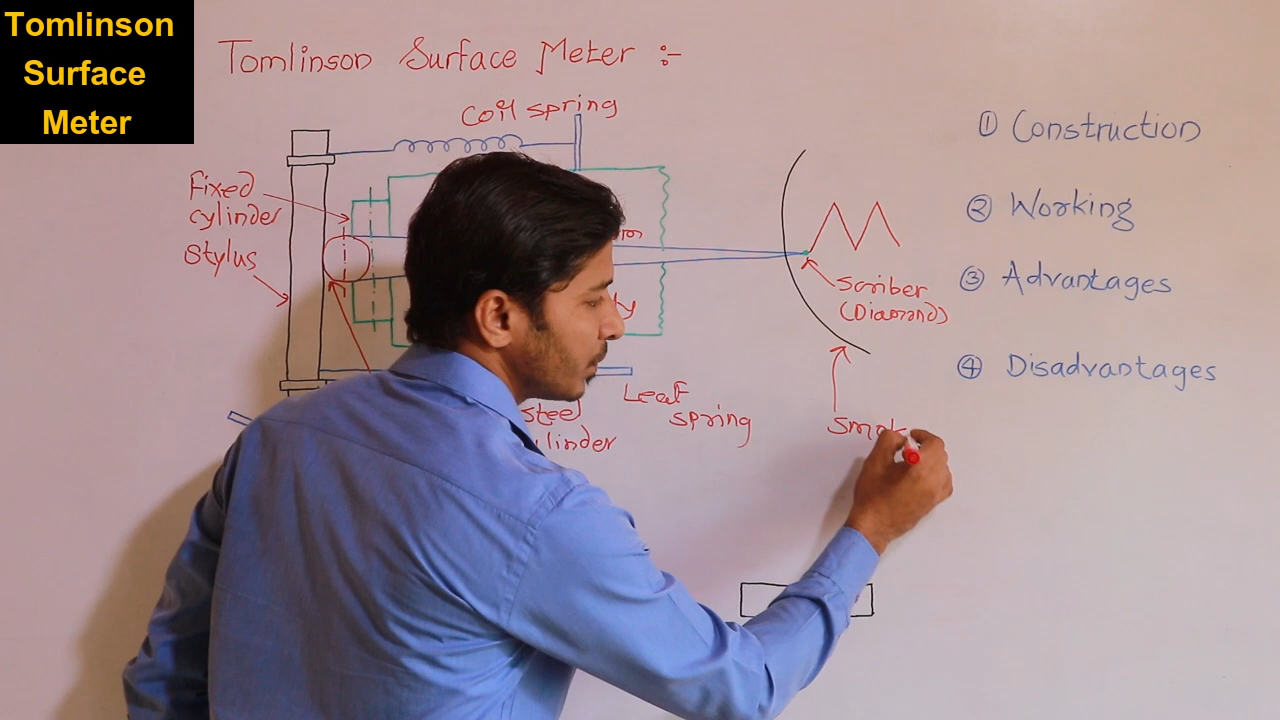 Tomlinson
Surface
Meter
Tomlinson Surface Meter :-
Coil spring
Fixed
cylinder
Stylus
Scriber
(Diamond)
Leaf
spring
Steel
① Construction
② Working
③ Advantages
④ Disadvantages